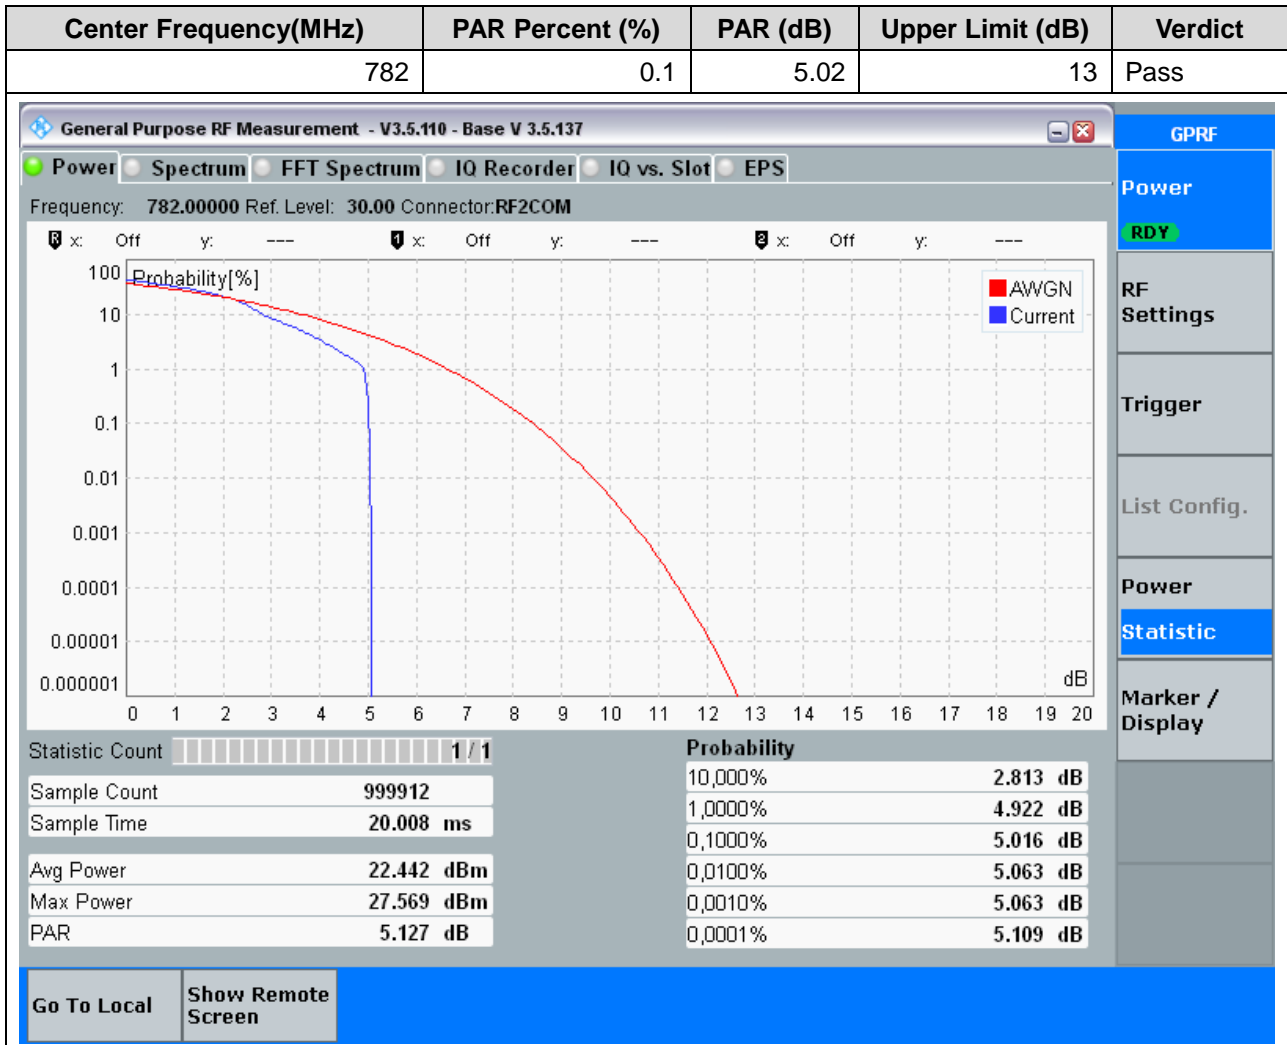 Center Frequency(MHz) PAR Percent (%) PAR (dB) Upper Limit (dB) Verdict
782 0.1 5.02 13 Pass
General Purpose RF Measurement - V3.5.110 - Base V 3.5.137
GPRF
Power Spectrum FFT Spectrum IQ Recorder IQ vs. Slot EPS
Power
RDY
Frequency: 782.00000 Ref. Level: 30.00 Connector:RF2COM
R x: Off y: --- 1 x: Off y: --- 2 x: Off y: ---
Probability[%]
AWGN
Current
100
10
1
0.1
0.01
0.001
0.0001
0.00001
0.000001
dB
0 1 2 3 4 5 6 7 8 9 10 11 12 13 14 15 16 17 18 19 20
RF
Settings
Trigger
List Config.
Power
Statistic
Marker /
Display
Statistic Count 1 / 1
Sample Count 999912
Sample Time 20.008 ms
Avg Power 22.442 dBm
Max Power 27.569 dBm
PAR 5.127 dB
Probability
10,000% 2.813 dB
1,0000% 4.922 dB
0,1000% 5.016 dB
0,0100% 5.063 dB
0,0010% 5.063 dB
0,0001% 5.109 dB
Go To Local
Show Remote
Screen